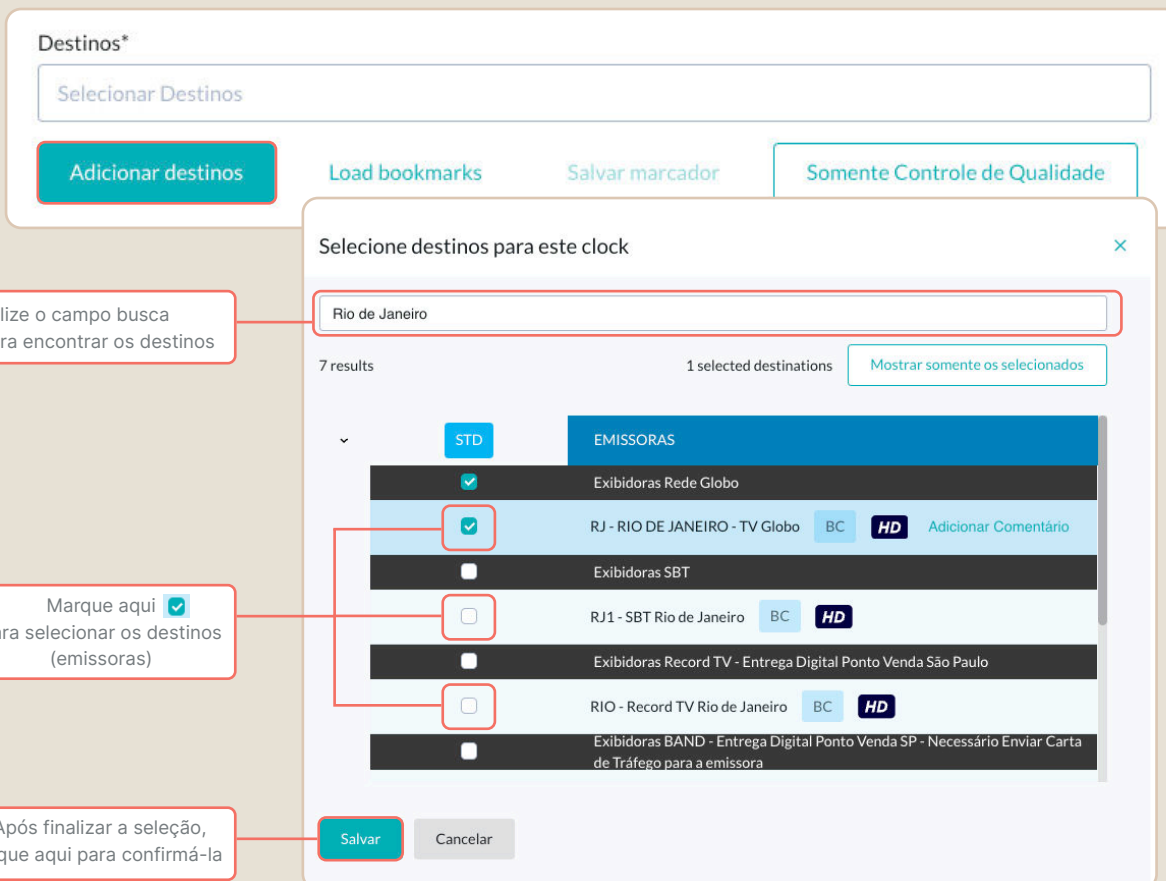 Destinos*
Selecionar Destinos
Adicionar destinos
Load bookmarks
Salvar marcador
Somente Controle de Qualidade
Selecione destinos para este clock
×
lize o campo busca
ra encontrar os destinos
Rio de Janeiro
7 results
1 selected destinations
Mostrar somente os selecionados
STD
EMISSORAS
Exibidoras Rede Globo
RJ - RIO DE JANEIRO - TV Globo BC HD Adicionar Comentário
Exibidoras SBT
Marque aqui
ara selecionar os destinos
(emissoras)
RJ1 - SBT Rio de Janeiro BC HD
Exibidoras Record TV - Entrega Digital Ponto Venda São Paulo
RIO - Record TV Rio de Janeiro BC HD
Exibidoras BAND - Entrega Digital Ponto Venda SP - Necessário Enviar Carta
de Tráfego para a emissora
Após finalizar a seleção,
que aqui para confirmá-la
Salvar
Cancelar